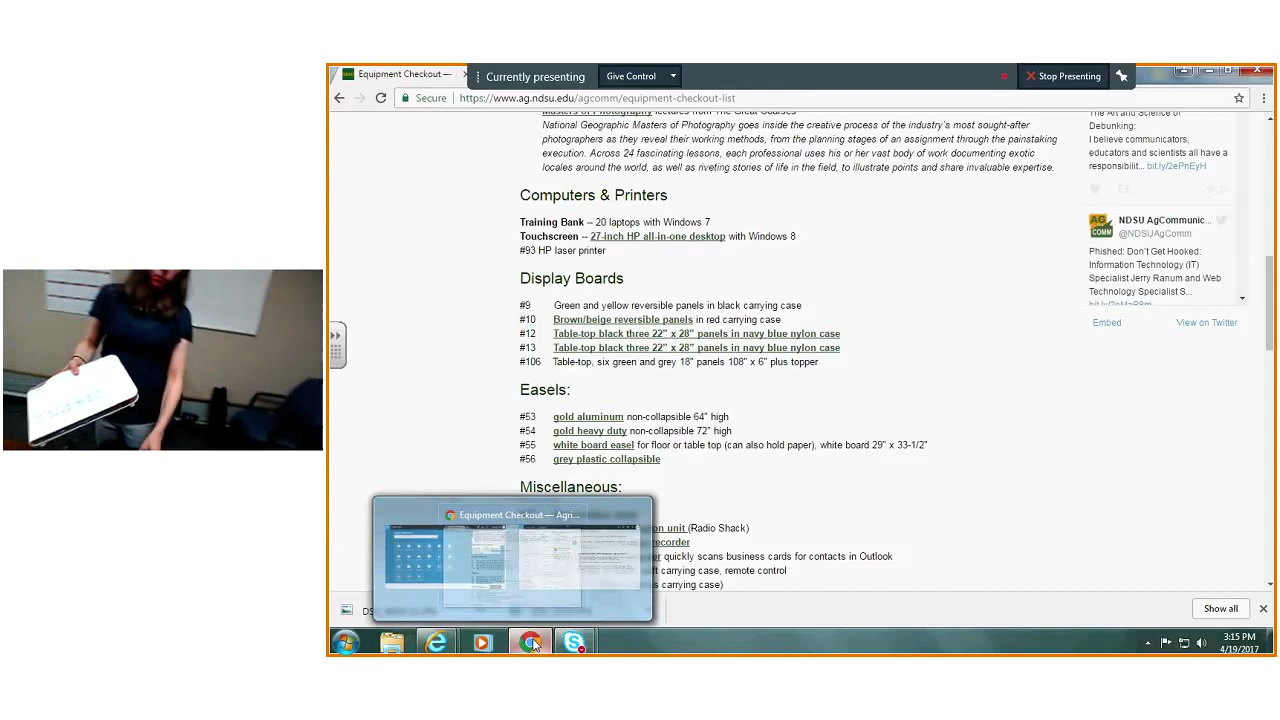 Equipment Checkout —
Currently presenting
Give Control
Stop Presenting
Secure
https://www.ag.ndsu.edu/agcomm/equipment-checkout-list
Masters of Photography lectures from The Great Courses
National Geographic Masters of Photography goes inside the creative process of the industry's most sought-after
photographers as they reveal their working methods, from the planning stages of an assignment through the painstaking
execution. Across 24 fascinating lessons, each professional uses his or her vast body of work documenting exotic
locales around the world, as well as riveting stories of life in the field, to illustrate points and share invaluable expertise.
Computers & Printers
Training Bank -- 20 laptops with Windows 7
Touchscreen -- 27-inch HP all-in-one desktop with Windows 8
#93 HP laser printer
Display Boards
#9 Green and yellow reversible panels in black carrying case
#10 Brown/beige reversible panels in red carrying case
#12 Table-top black three 22" x 28" panels in navy blue nylon case
#13 Table-top black three 22" x 28" panels in navy blue nylon case
#106 Table-top, six green and grey 18" panels 108" x 6" plus topper
Easels:
#53 gold aluminum non-collapsible 64" high
#54 gold heavy duty non-collapsible 72" high
#55 white board easel for floor or table top (can also hold paper), white board 29" x 33-1/2"
#56 grey plastic collapsible
Miscellaneous:
on unit (Radio Shack)
ecorder
quickly scans business cards for contacts in Outlook
carrying case, remote control
carrying case)
The Art and Science of
Debunking:
I believe communicators,
educators and scientists all have a
responsibilit... bit.ly/2ePnEyH
AG
COMM
NDSU AgCommunic...
@NDSUAgComm
Phished: Don't Get Hooked:
Information Technology (IT)
Specialist Jerry Ranum and Web
Technology Specialist S...
Embed
View on Twitter
Equipment Checkout — Agri...
Show all
3:15 PM
4/19/2017